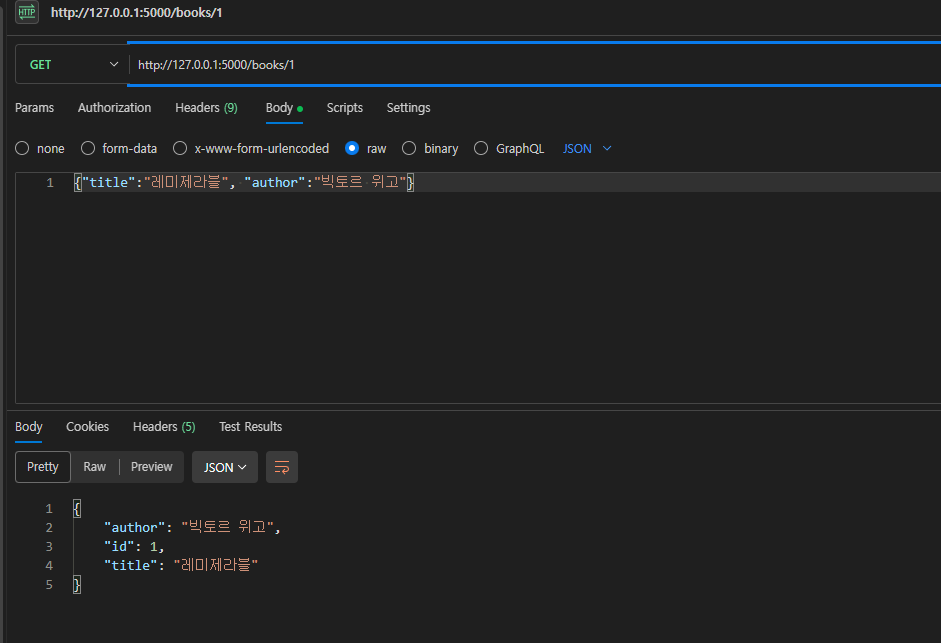 HTTP http://127.0.0.1:5000/books/1
GET http://127.0.0.1:5000/books/1
Params Authorization Headers (9) Body Scripts Settings
none form-data x-www-form-urlencoded raw binary GraphQL JSON
1 {"title":"레미제라블", "author":"빅토르 위고"}
Body Cookies Headers (5) Test Results
Pretty Raw Preview JSON
1 {
2 "author": "빅토르 위고",
3 "id": 1,
4 "title": "레미제라블"
5 }